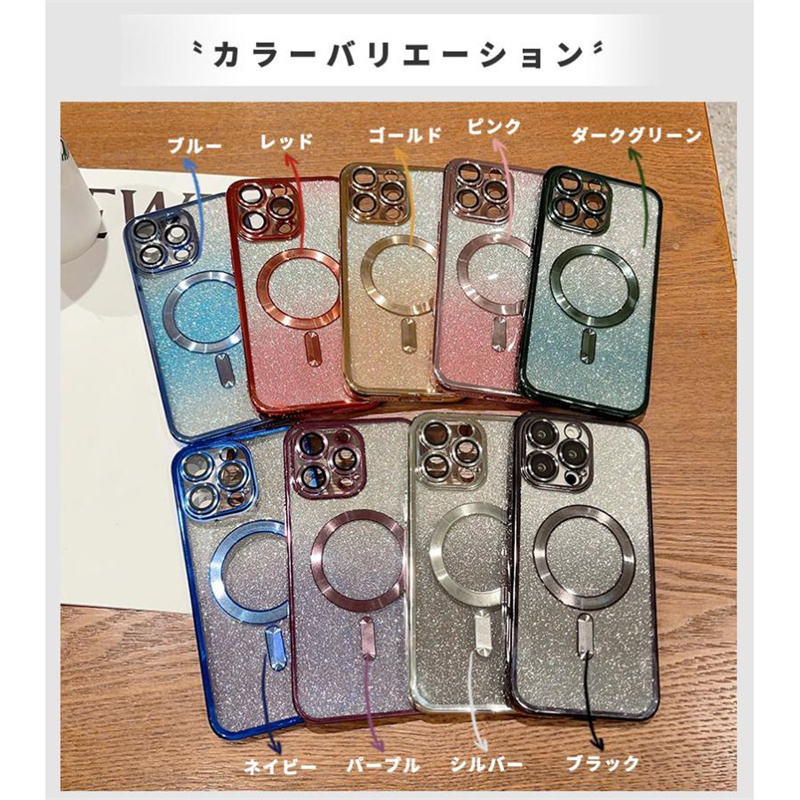 カラーバリエーション
ブルー
レッド
ゴールド
ピンク
ダークグリーン
ネイビー
パープル
シルバー
ブラック